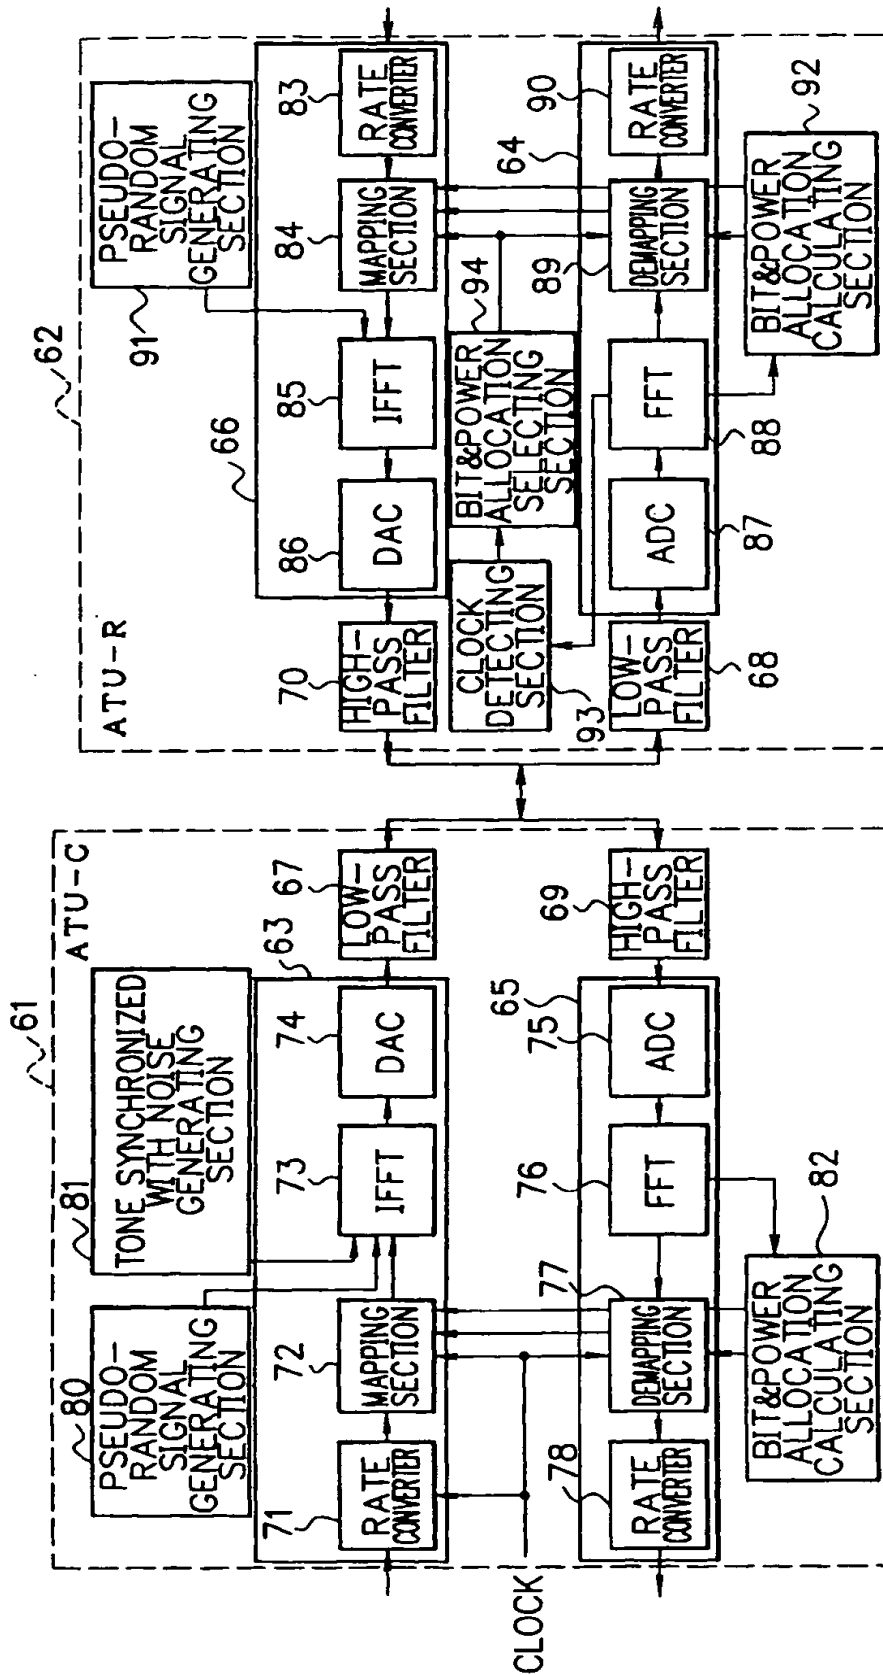 61
ATU-C
80
PSEUDO-
RANDOM
SIGNAL
GENERATING
SECTION
81
TONE SYNCHRONIZED
WITH NOISE
GENERATING
SECTION
63
71
RATE
CONVERTER
72
MAPPING
SECTION
73
IFFT
74
DAC
67
LOW-
PASS
FILTER
CLOCK
78
RATE
CONVERTER
77
DEMAPPING
SECTION
76
FFT
65
75
ADC
69
HIGH-
PASS
FILTER
BIT&POWER
ALLOCATION
CALCULATING
SECTION
82
62
ATU-R
91
PSEUDO-
RANDOM
SIGNAL
GENERATING
SECTION
66
70
HIGH-
PASS
FILTER
86
DAC
85
IFFT
84
MAPPING
SECTION
83
RATE
CONVERTER
CLOCK
DETECTING
SECTION
93
BIT&POWER
ALLOCATION
SELECTING
SECTION
94
64
LOW-
PASS
FILTER
68
ADC
87
FFT
88
89
DEMAPPING
SECTION
90
RATE
CONVERTER
BIT&POWER
ALLOCATION
CALCULATING
SECTION
92